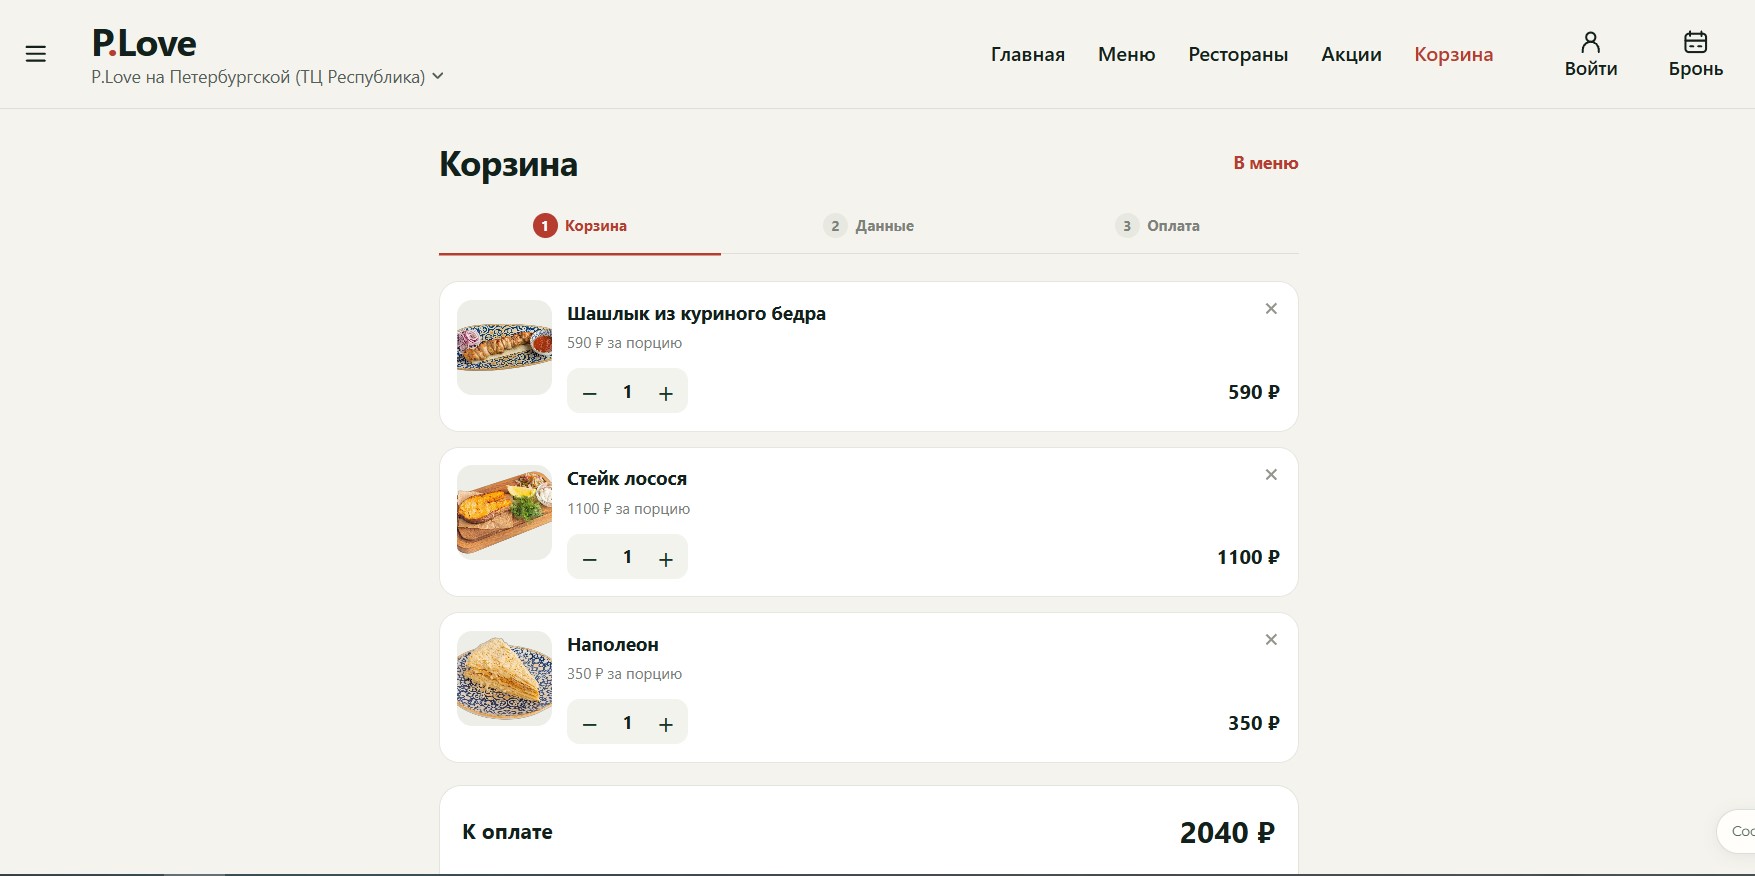 P.Love
P.Love на Петербургской (ТЦ Республика)
Главная Меню Рестораны Акции Корзина Войти Бронь
Корзина
В меню
1 Корзина
2 Данные
3 Оплата
Шашлык из куриного бедра
590 ₽ за порцию
− 1 +
590 ₽
Стейк лосося
1100 ₽ за порцию
− 1 +
1100 ₽
Наполеон
350 ₽ за порцию
− 1 +
350 ₽
К оплате
2040 ₽